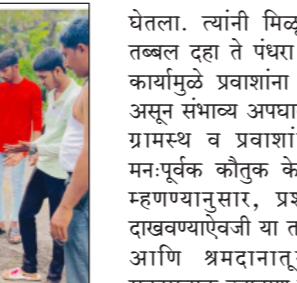 घेतला. त्यांनी मिळू
तब्बल दहा ते पंधरा
कार्यामुळे प्रवाशांना
असून संभाव्य अपघा
ग्रामस्थ व प्रवाशां
मनःपूर्वक कौतुक के
म्हणण्यानुसार, प्रश
दाखवण्याऐवजी या त
आणि श्रमदानातू